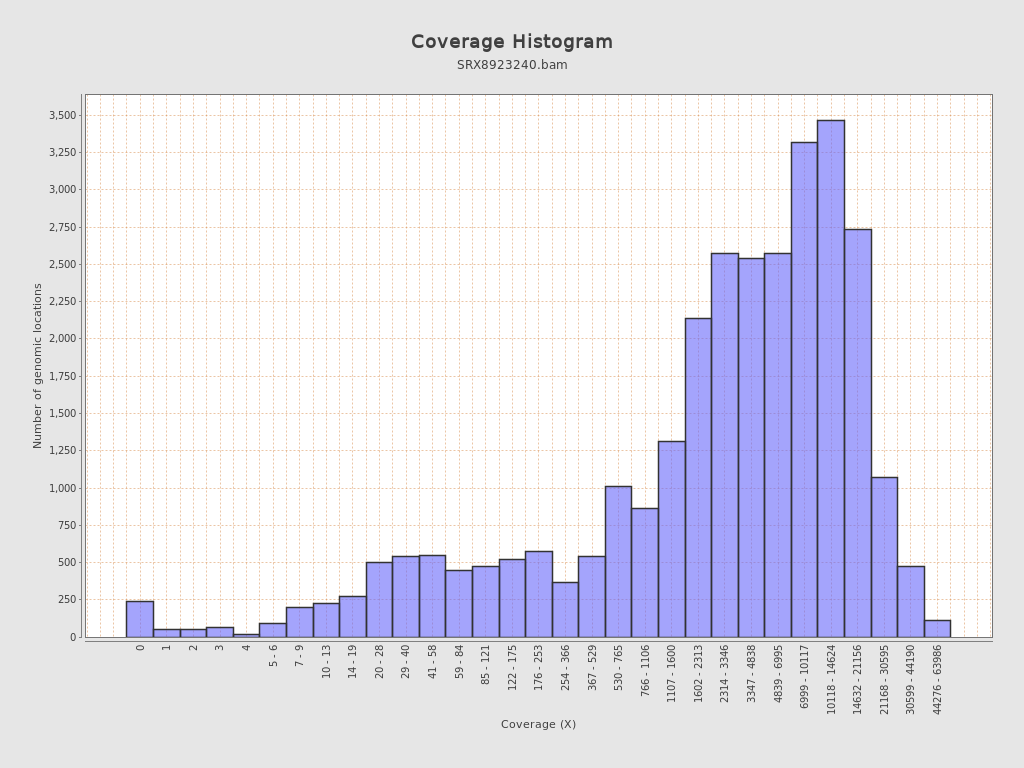 Coverage Histogram
SRX8923240.bam
Number of genomic locations
3,500
3,250
3,000
2,750
2,500
2,250
2,000
1,750
1,500
1,250
1,000
750
500
250
0
0
1
2
3
4
5 - 6
7 - 9
10 - 13
14 - 19
20 - 28
29 - 40
41 - 58
59 - 84
85 - 121
122 - 175
176 - 253
254 - 366
367 - 529
530 - 765
766 - 1106
1107 - 1600
1602 - 2313
2314 - 3346
3347 - 4838
4839 - 6995
6999 - 10117
10118 - 14624
14632 - 21156
21168 - 30595
30599 - 44190
44276 - 63986
Coverage (X)